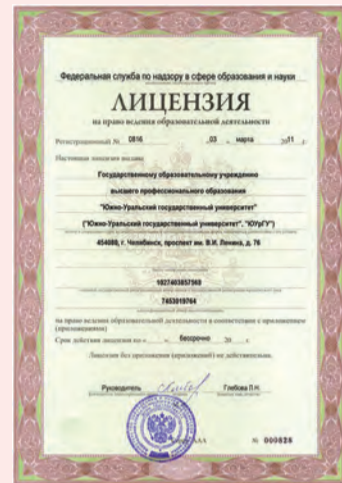 Федеральная служба по надзору в сфере образования и науки
ЛИЦЕНЗИЯ
на право ведения образовательной деятельности
Регистрационный № 0816 «03» марта 2011 г.
Настоящая лицензия выдана
Государственному образовательному учреждению
высшего профессионального образования
"Южно-Уральский государственный университет"
("Южно-Уральский государственный университет", "ЮУрГУ")
г. Челябинск, проспект им. В.И. Ленина, д. 76
на право ведения образовательной деятельности в соответствии с приложением
(приложениями)
Срок действия лицензии по « » бессрочно 20 г.
Лицензия без приложения (приложений) не действительна.
Руководитель Глебова Л.Н.
№ 000828